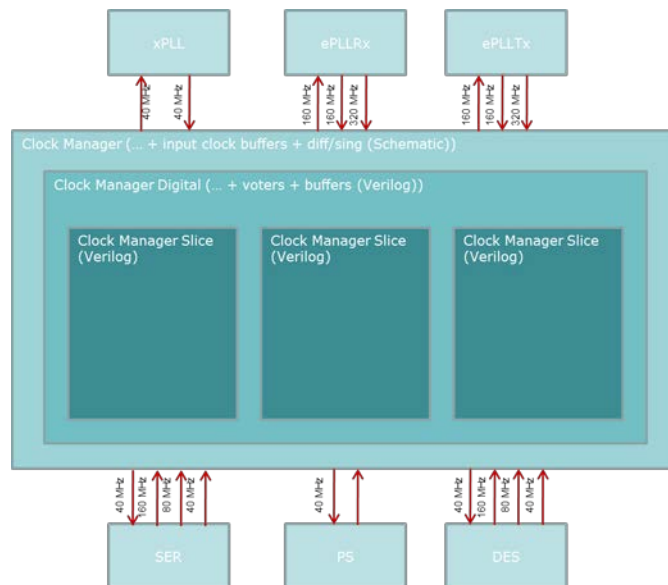 xPLL
ePLLRx
ePLLTx
40 MHz
40 MHz
160 MHz
160 MHz
320 MHz
160 MHz
160 MHz
320 MHz
Clock Manager (... + input clock buffers + diff/sing (Schematic))
Clock Manager Digital (... + voters + buffers (Verilog))
Clock Manager Slice
(Verilog)
Clock Manager Slice
(Verilog)
Clock Manager Slice
(Verilog)
40 MHz
160 MHz
80 MHz
40 MHz
40 MHz
40 MHz
160 MHz
80 MHz
40 MHz
SER
PS
DES